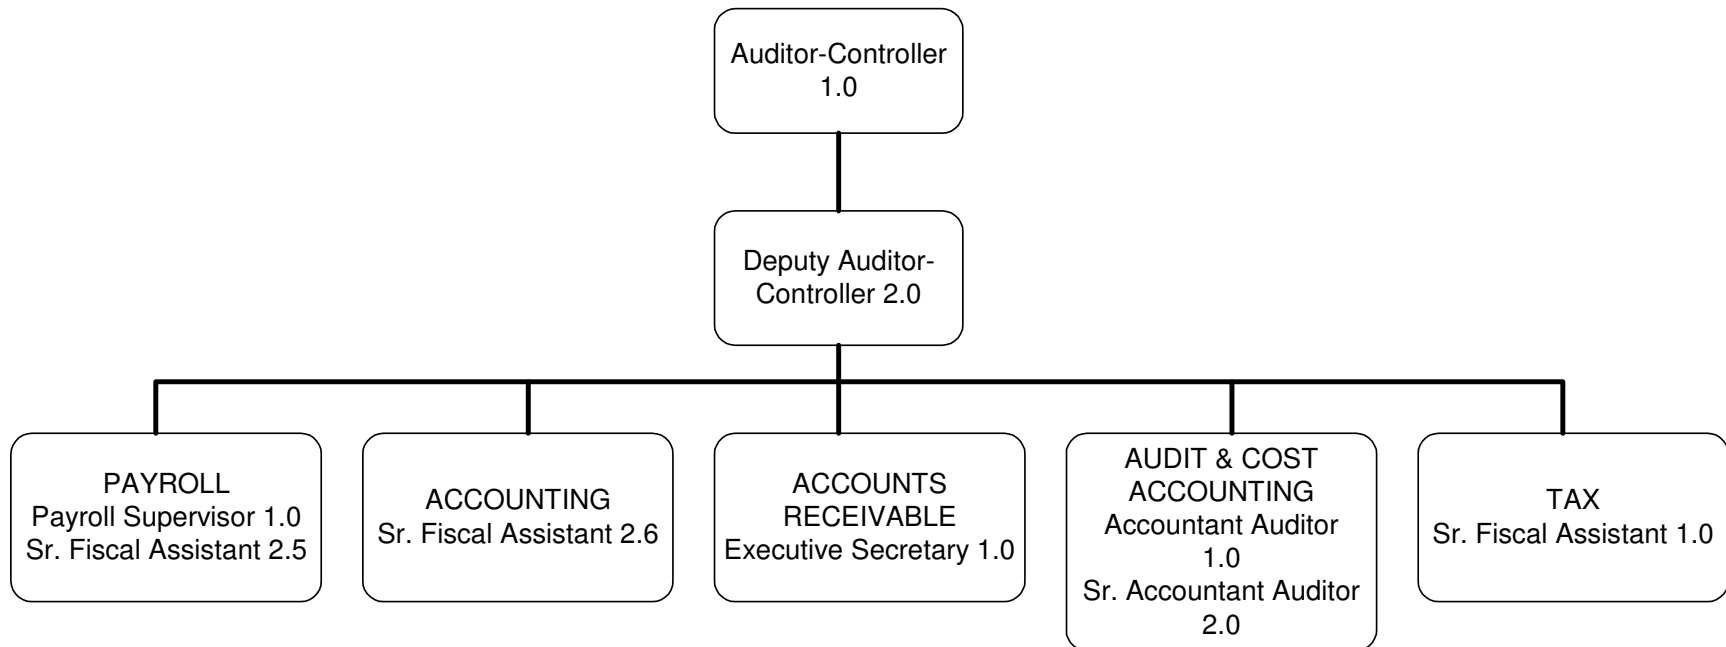 Auditor-Controller
1.0
Deputy Auditor-
Controller 2.0
PAYROLL
Payroll Supervisor 1.0
Sr. Fiscal Assistant 2.5
ACCOUNTING
Sr. Fiscal Assistant 2.6
ACCOUNTS
RECEIVABLE
Executive Secretary 1.0
AUDIT & COST
ACCOUNTING
Accountant Auditor
1.0
Sr. Accountant Auditor
2.0
TAX
Sr. Fiscal Assistant 1.0